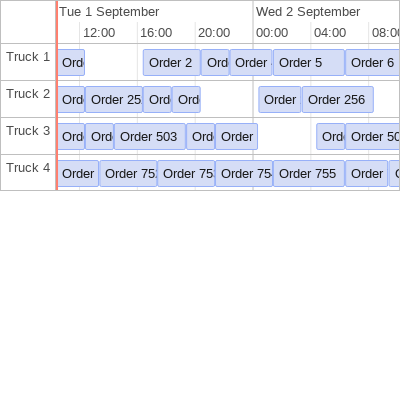 Tue 1 September Wed 2 September
12:00 16:00 20:00 00:00 04:00 08:00
Truck 1 Ord Order 2 Ord Order Order 5 Order 6
Truck 2 Ord Order 25 Ord Ord Order Order 256
Truck 3 Ord Ord Order 503 Ord Order Ord Order 50
Truck 4 Order Order 75 Order 75 Order 75 Order 755 Order